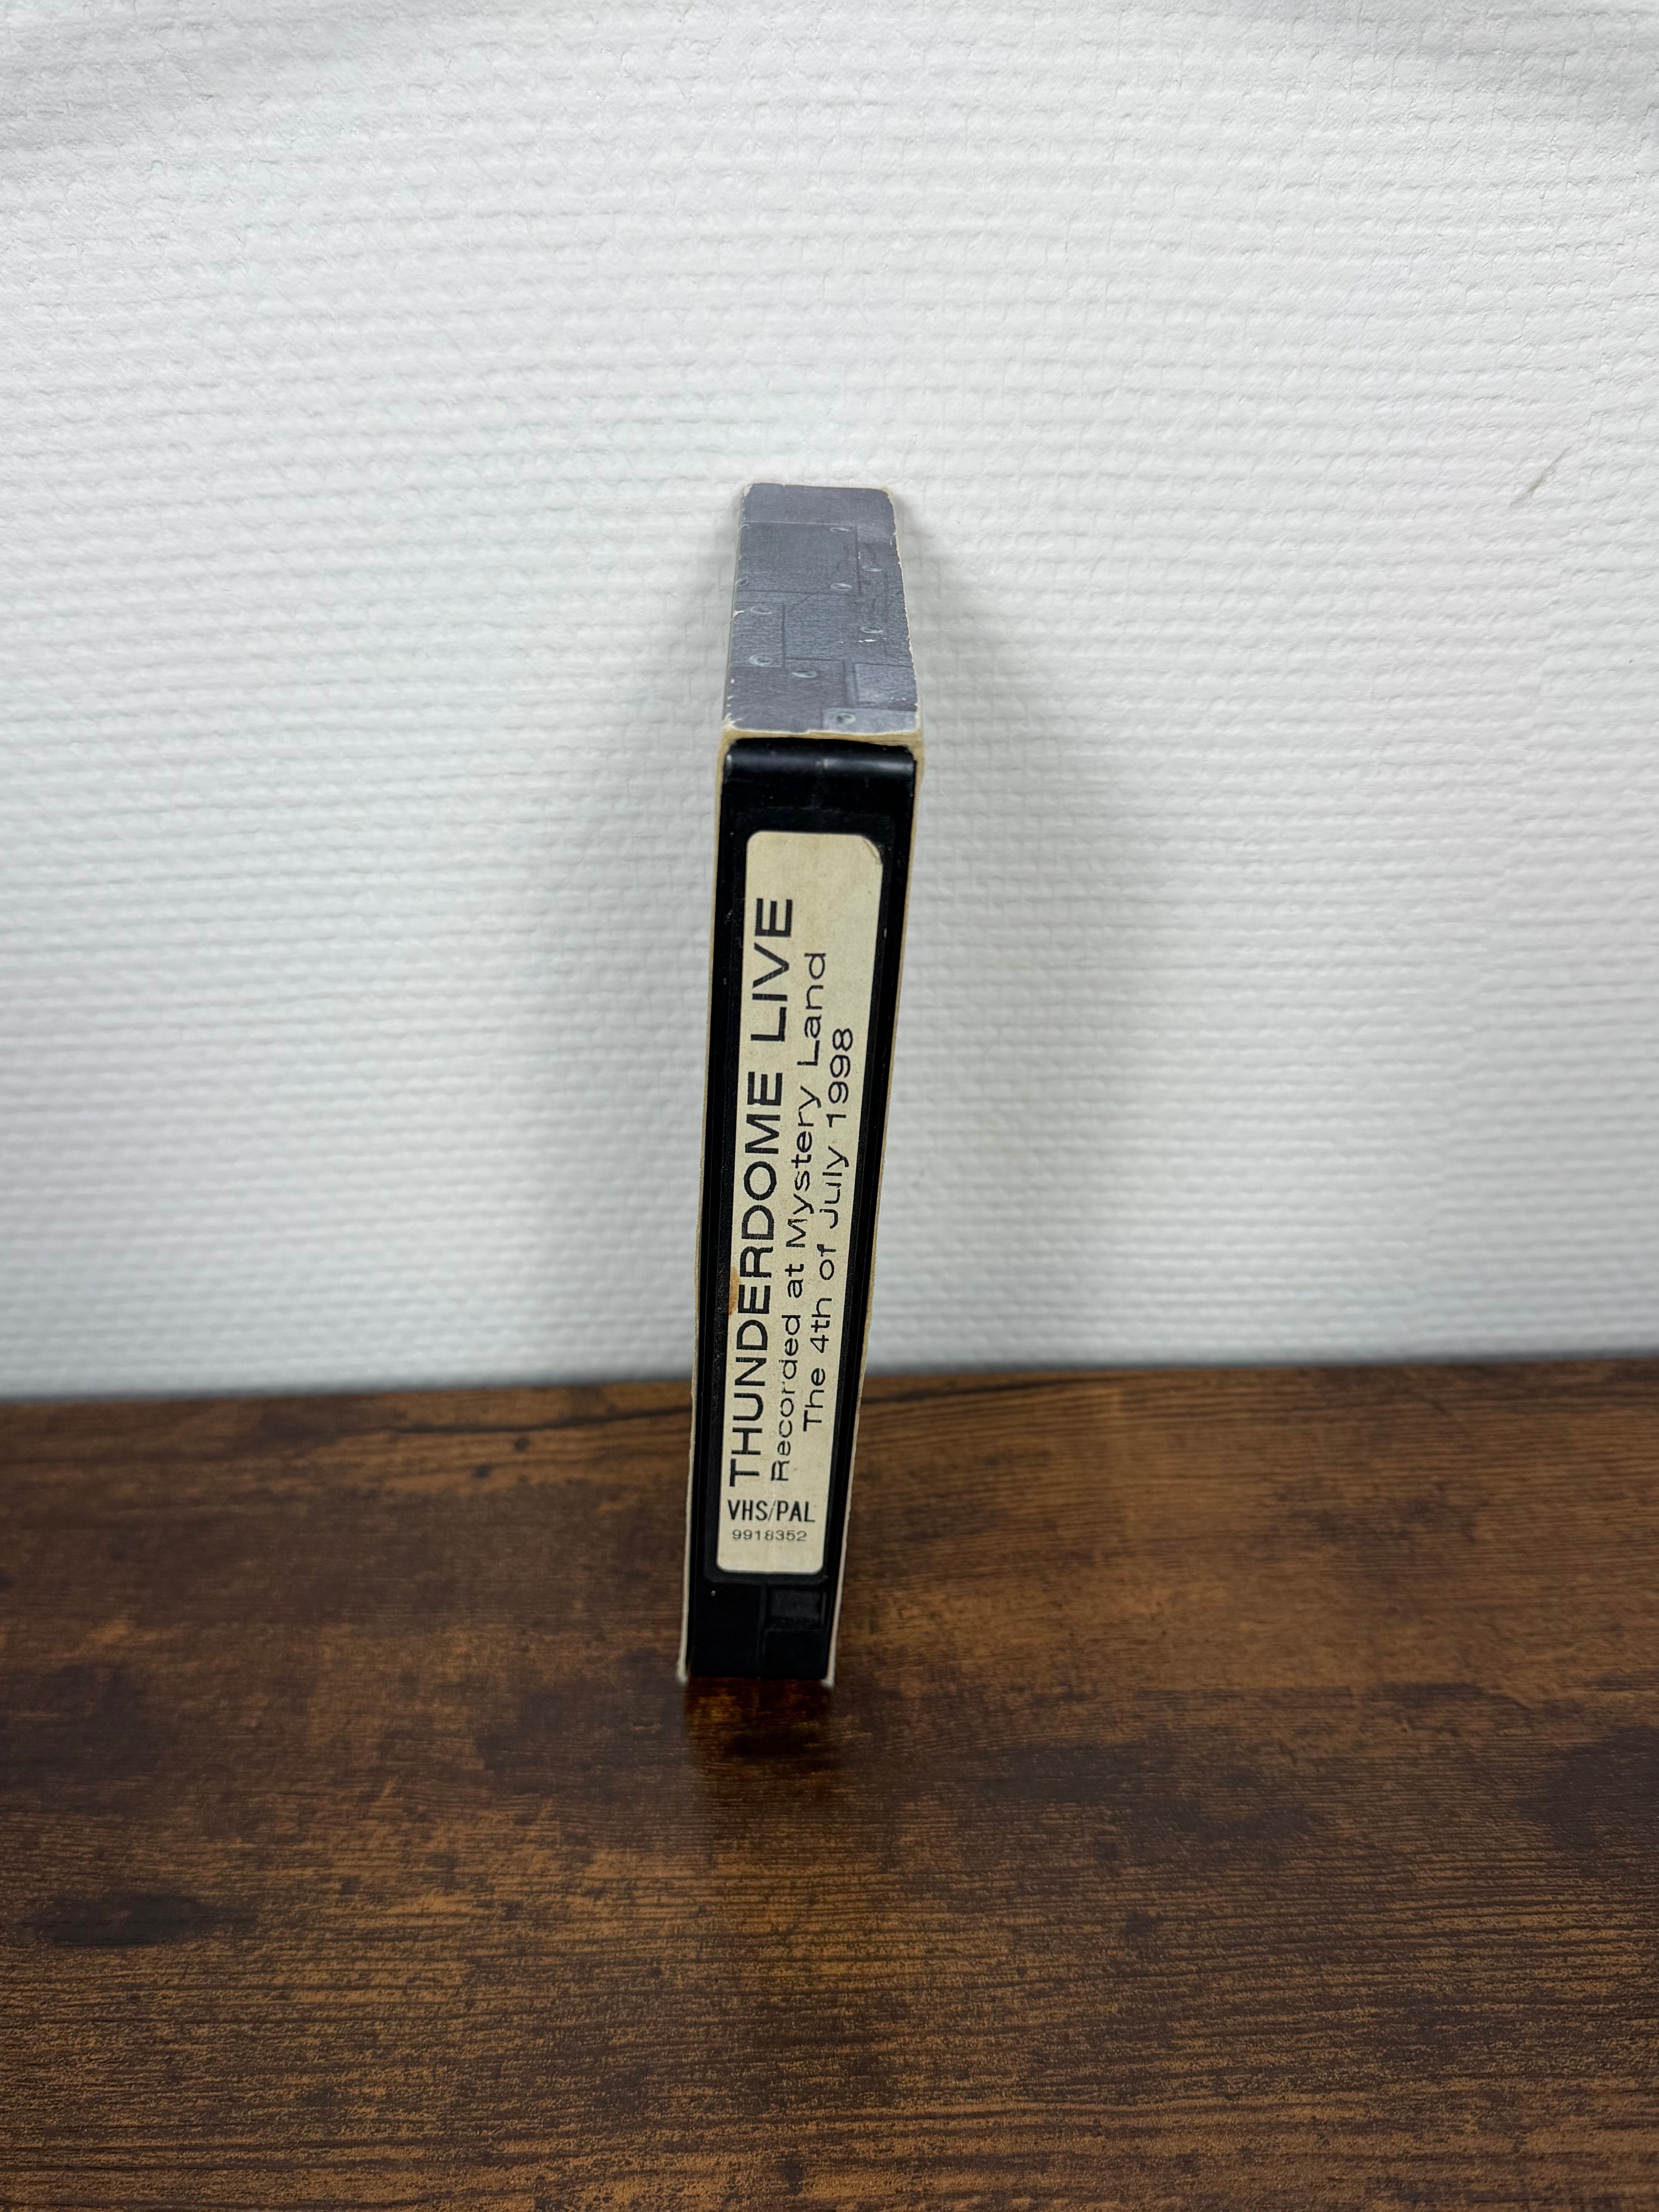 THUNDERDOME LIVE
Recorded at Mystery Land
The 4th of July 1998
VHS/PAL
9918352